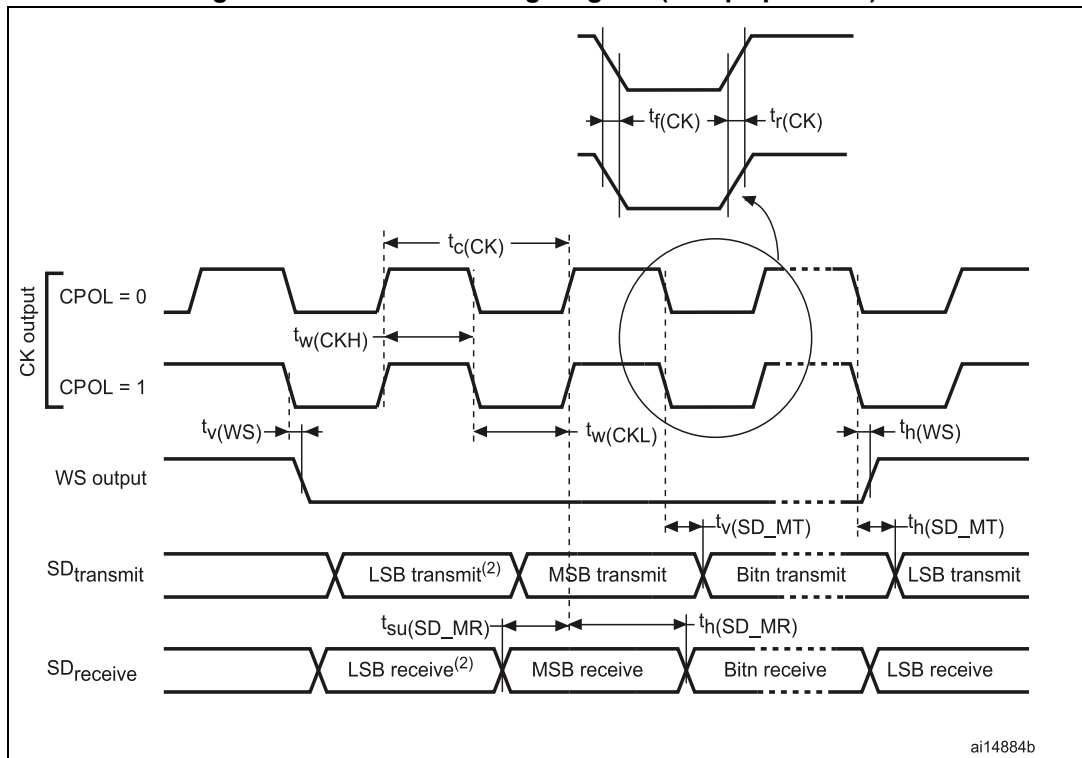 tf(CK)
tr(CK)
tc(CK)
CK output
CPOL = 0
tw(CKH)
CPOL = 1
tv(WS)
tw(CKL)
th(WS)
WS output
tv(SD_MT)
th(SD_MT)
SDtransmit
LSB transmit(2)
MSB transmit
Bitn transmit
LSB transmit
tsu(SD_MR)
th(SD_MR)
SDreceive
LSB receive(2)
MSB receive
Bitn receive
LSB receive
ai14884b